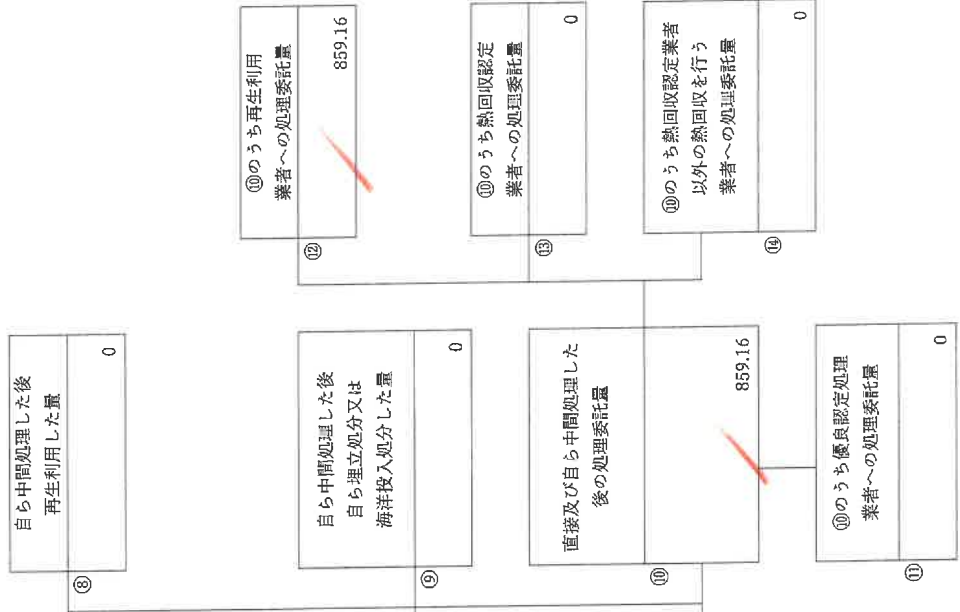 自ら中間処理した後
再生利用した量
⑧
0
自ら中間処理した後
自ら埋立処分又は
海洋投入処分した量
⑨
0
直接及び自ら中間処理した
後の処理委託量
⑩
859.16
⑩のうち優良認定処理
業者への処理委託量
⑪
0
⑩のうち再生利用
業者への処理委託量
⑫
859.16
⑩のうち熱回収認定
業者への処理委託量
⑬
0
⑩のうち熱回収認定業者
以外の熱回収を行う
業者への処理委託量
⑭
0